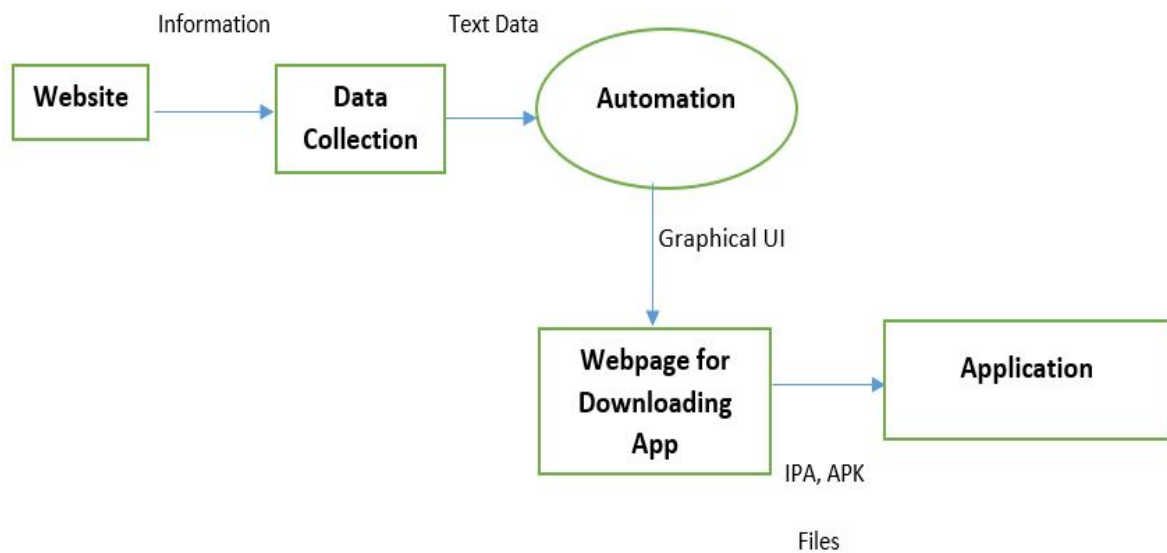 Information
Text Data
Website
Data
Collection
Automation
Graphical UI
Webpage for
Downloading
App
Application
IPA, APK
Files